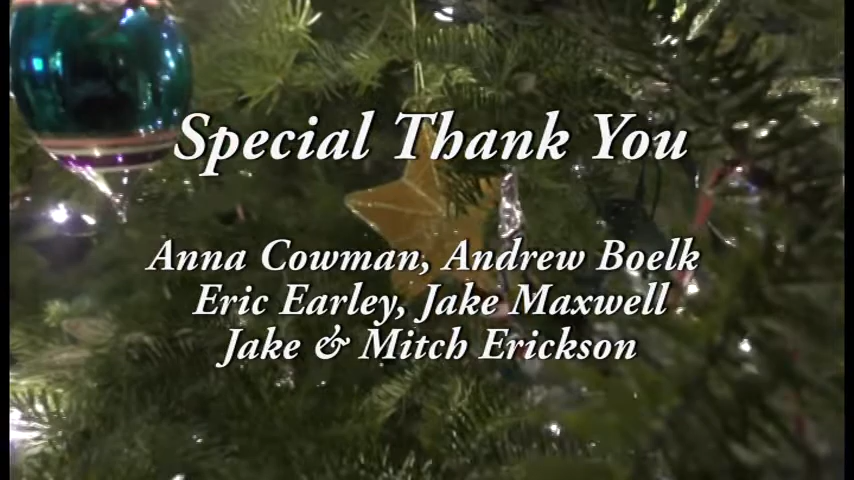 Special Thank You
Anna Cowman, Andrew Boelk
Eric Earley, Jake Maxwell
Jake & Mitch Erickson